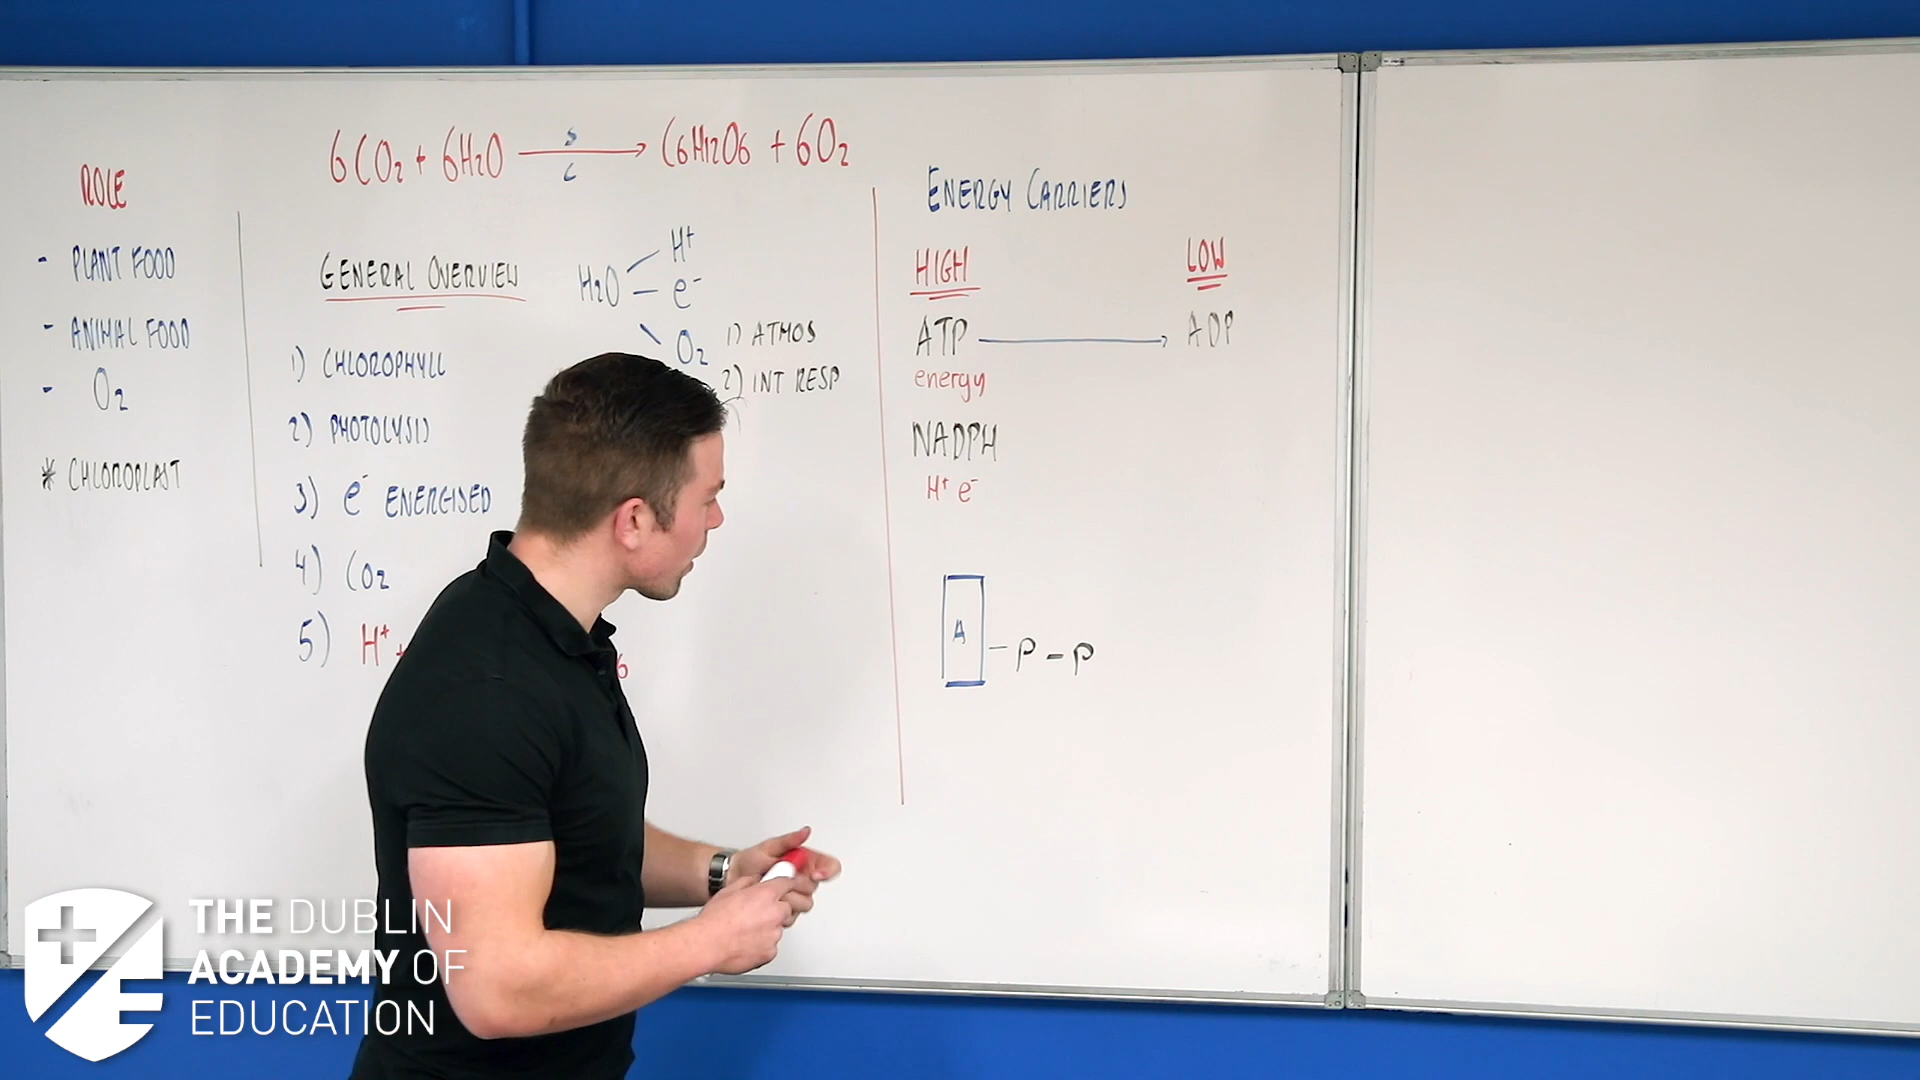 6CO2 + 6H2O S C C6H12O6 + 6O2
ROLE
- PLANT FOOD
- ANIMAL FOOD
- O2
* CHLOROPLAST
GENERAL OVERVIEW
1) CHLOROPHYLL
2) PHOTOLYSIS
3) e- ENERGISED
4) CO2
5) H+ +
6
H2O
H+
e-
O2
1) ATMOS
2) INT RESP
ENERGY CARRIERS
HIGH LOW
ATP ADP
energy
NADPH
H+ e-
A - P - P
THE DUBLIN
ACADEMY OF
EDUCATION